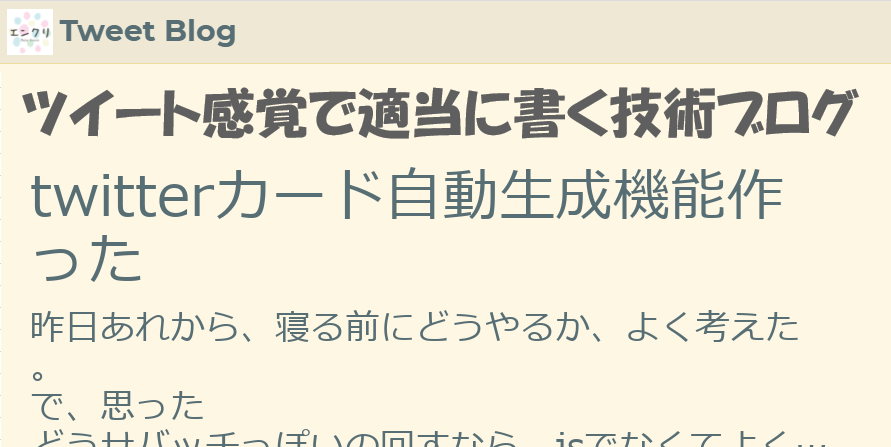 エンクリ
Tweet Blog
ツイート感覚で適当に書く技術ブログ
twitterカード自動生成機能作
った
昨日あれから、寝る前にどうやるか、よく考えた
。
で、思った
どうせバッチっぽいの回すなら、jsでなくてよく…